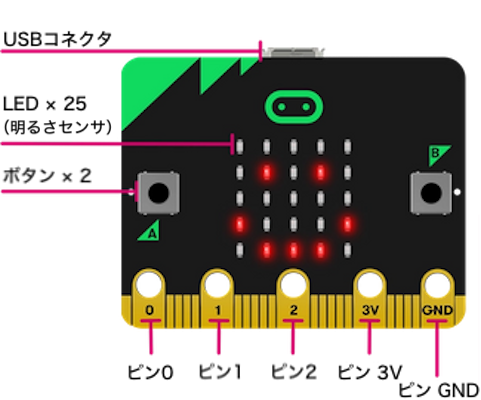 USBコネクタ
LED × 25
(明るさセンサ)
ボタン × 2
A
B
0
1
2
3V
GND
ピン0
ピン1
ピン2
ピン 3V
ピン GND